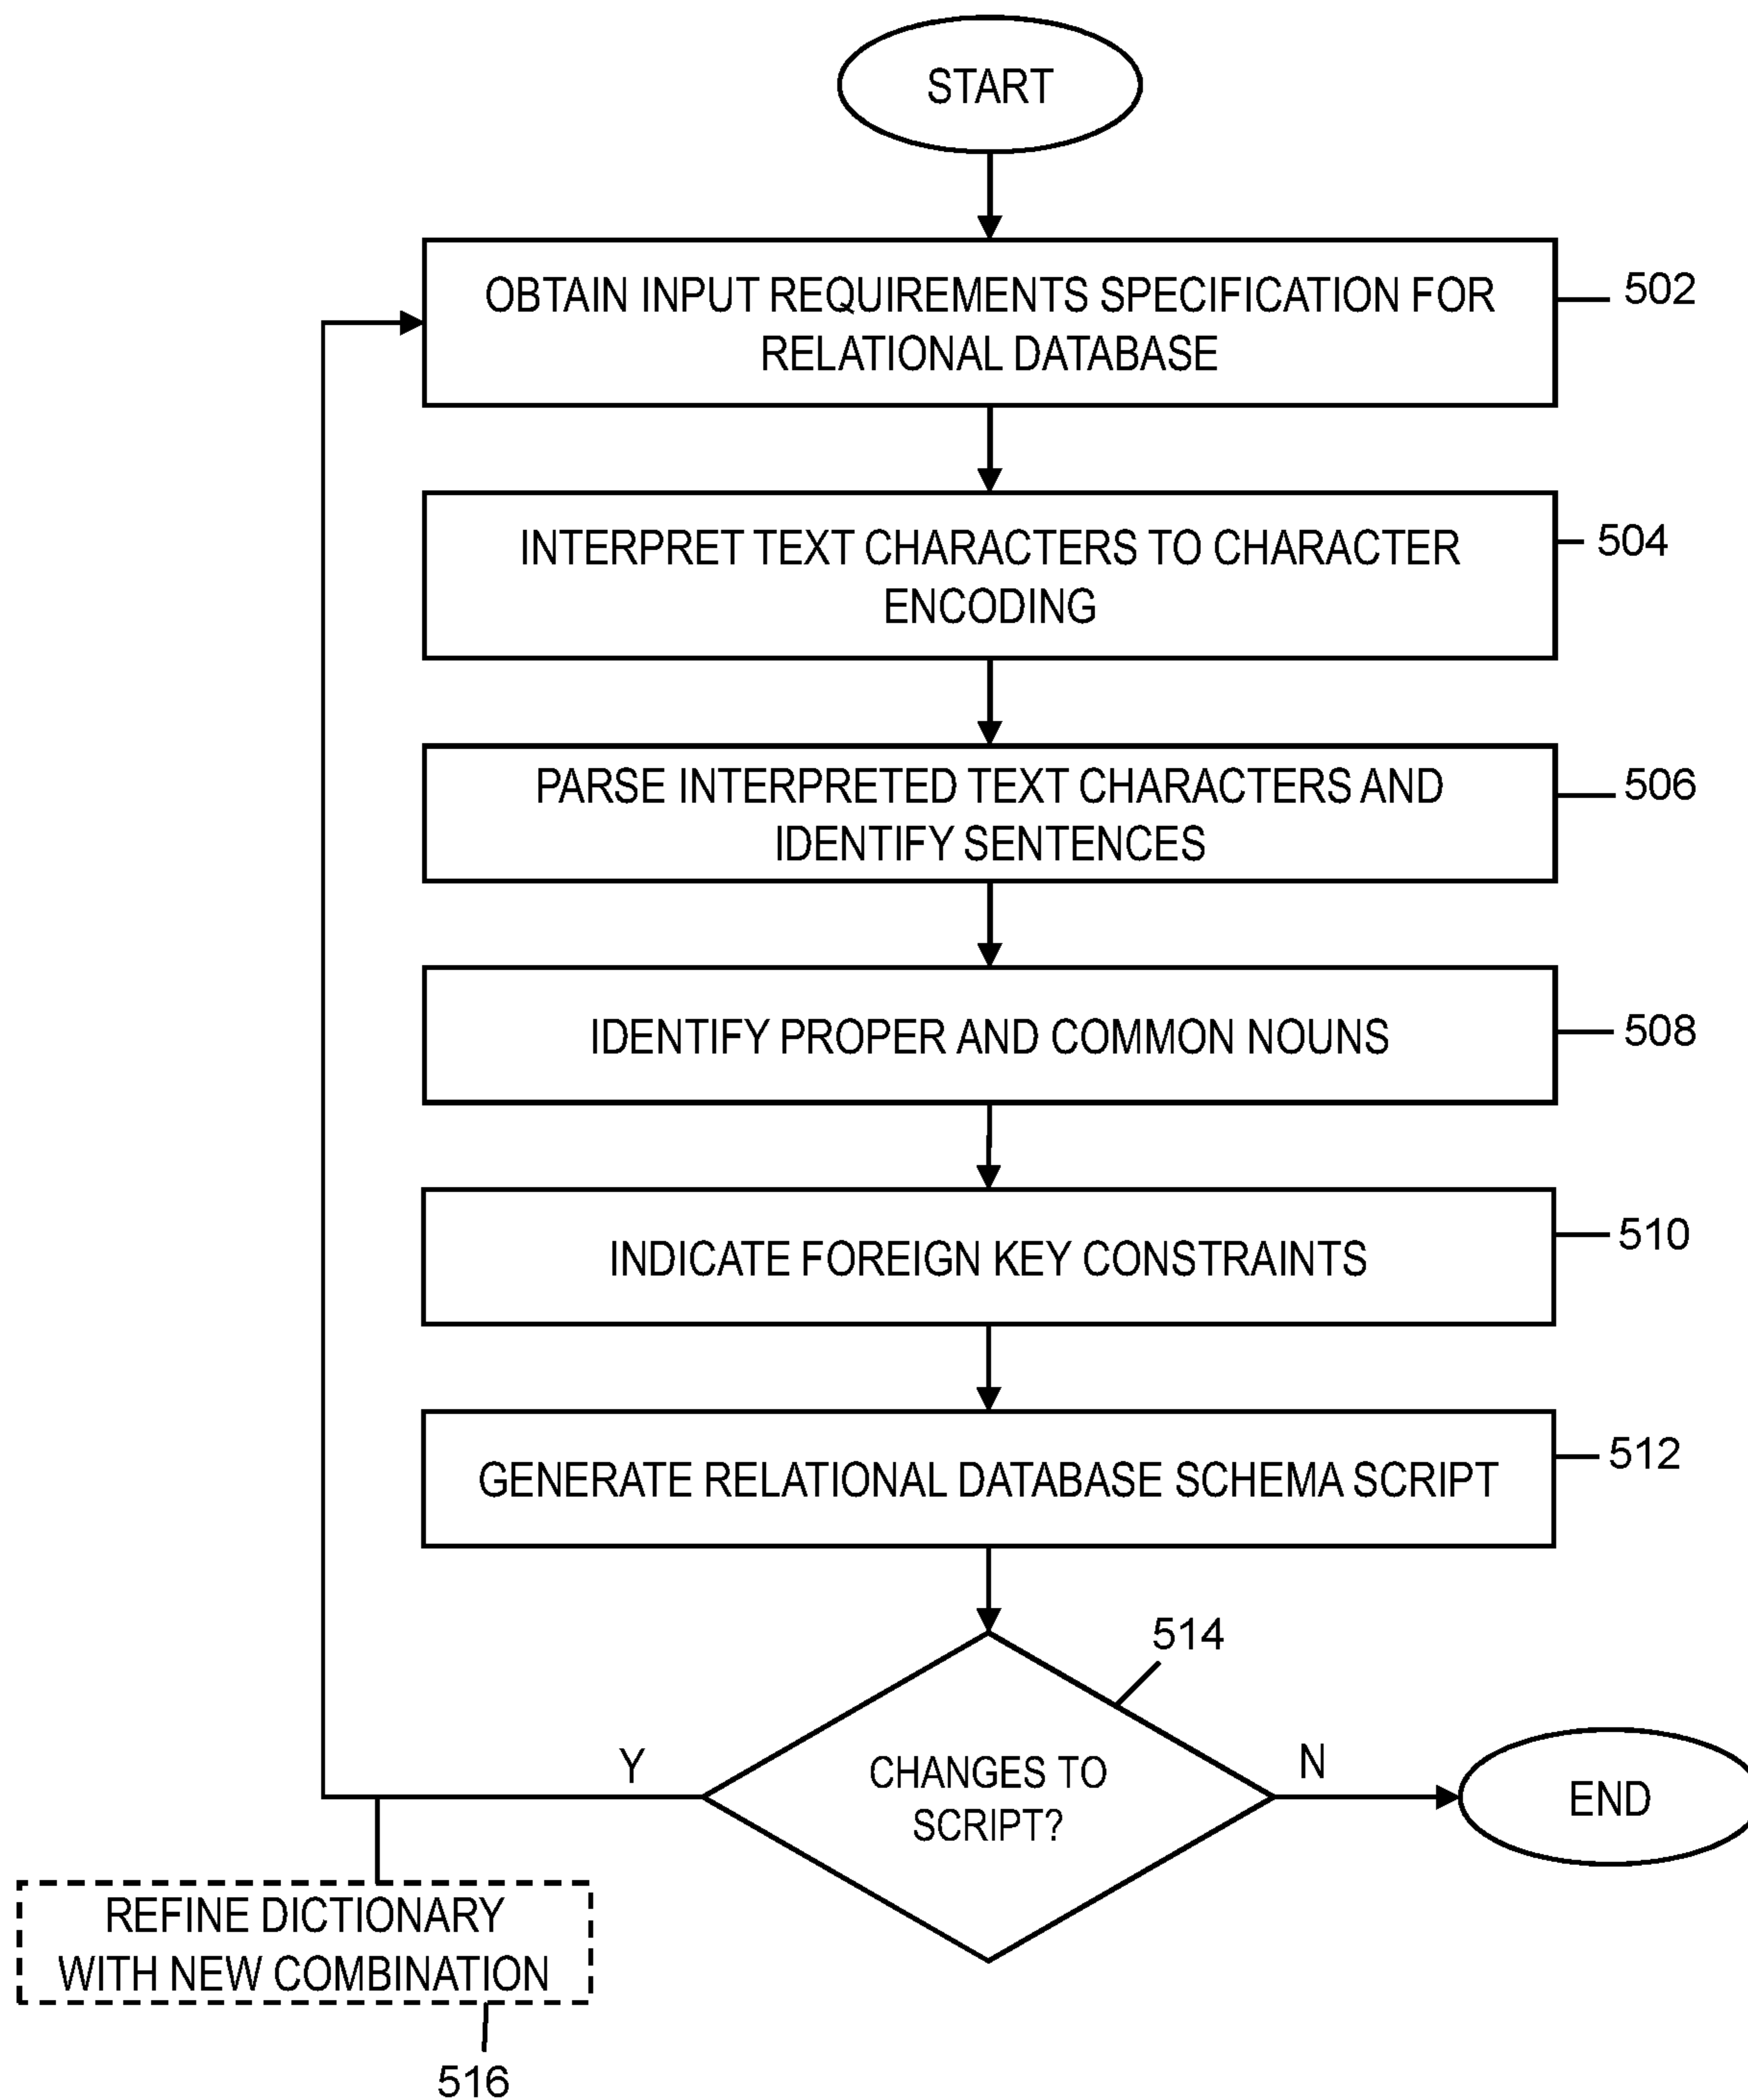 START
OBTAIN INPUT REQUIREMENTS SPECIFICATION FOR
RELATIONAL DATABASE
502
INTERPRET TEXT CHARACTERS TO CHARACTER
ENCODING
504
PARSE INTERPRETED TEXT CHARACTERS AND
IDENTIFY SENTENCES
506
IDENTIFY PROPER AND COMMON NOUNS
508
INDICATE FOREIGN KEY CONSTRAINTS
510
GENERATE RELATIONAL DATABASE SCHEMA SCRIPT
512
514
CHANGES TO
SCRIPT?
Y
N
END
REFINE DICTIONARY
WITH NEW COMBINATION
516